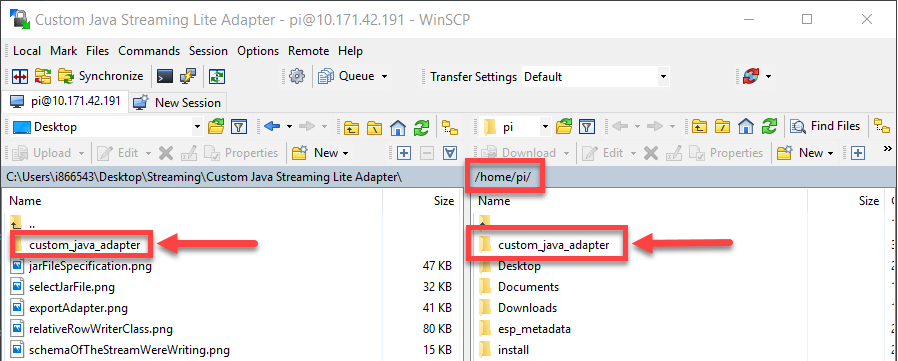 Custom Java Streaming Lite Adapter - pi@10.171.42.191 - WinSCP
Local Mark Files Commands Session Options Remote Help
Synchronize Queue Transfer Settings Default
pi@10.171.42.191 New Session
Desktop pi Find Files
Upload Edit Properties New Download Edit Properties New »
C:\Users\i866543\Desktop\Streaming\Custom Java Streaming Lite Adapter\ /home/pi/
Name Size Name Size
..
custom_java_adapter custom_java_adapter
jarFileSpecification.png 47 KB Desktop
selectJarFile.png 32 KB Documents
exportAdapter.png 41 KB Downloads
relativeRowWriterClass.png 80 KB esp_metadata
schemaOfTheStreamWereWriting.png 15 KB install